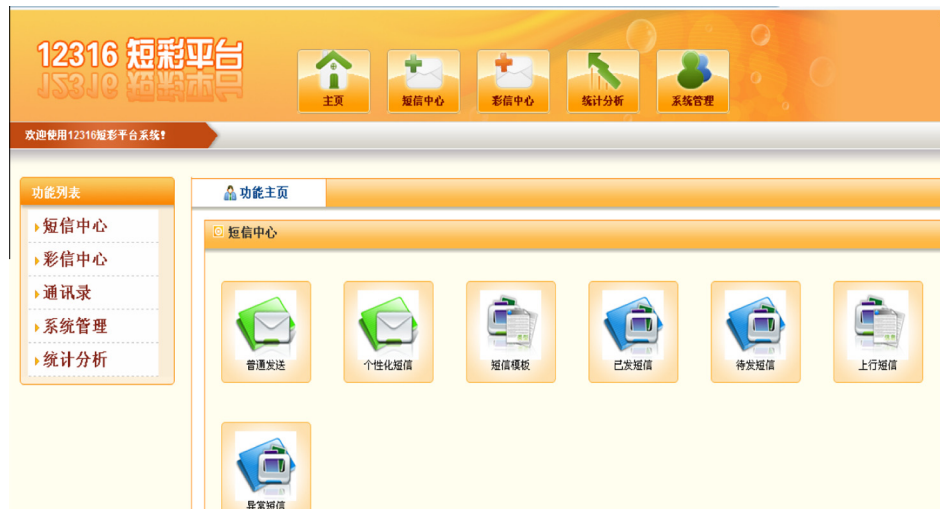 12316 短彩平台
主页
短信中心
彩信中心
统计分析
系统管理
欢迎使用12316短彩平台系统!
功能列表
短信中心
彩信中心
通讯录
系统管理
统计分析
功能主页
短信中心
普通发送
个性化短信
短信模板
已发短信
待发短信
上行短信
异常短信